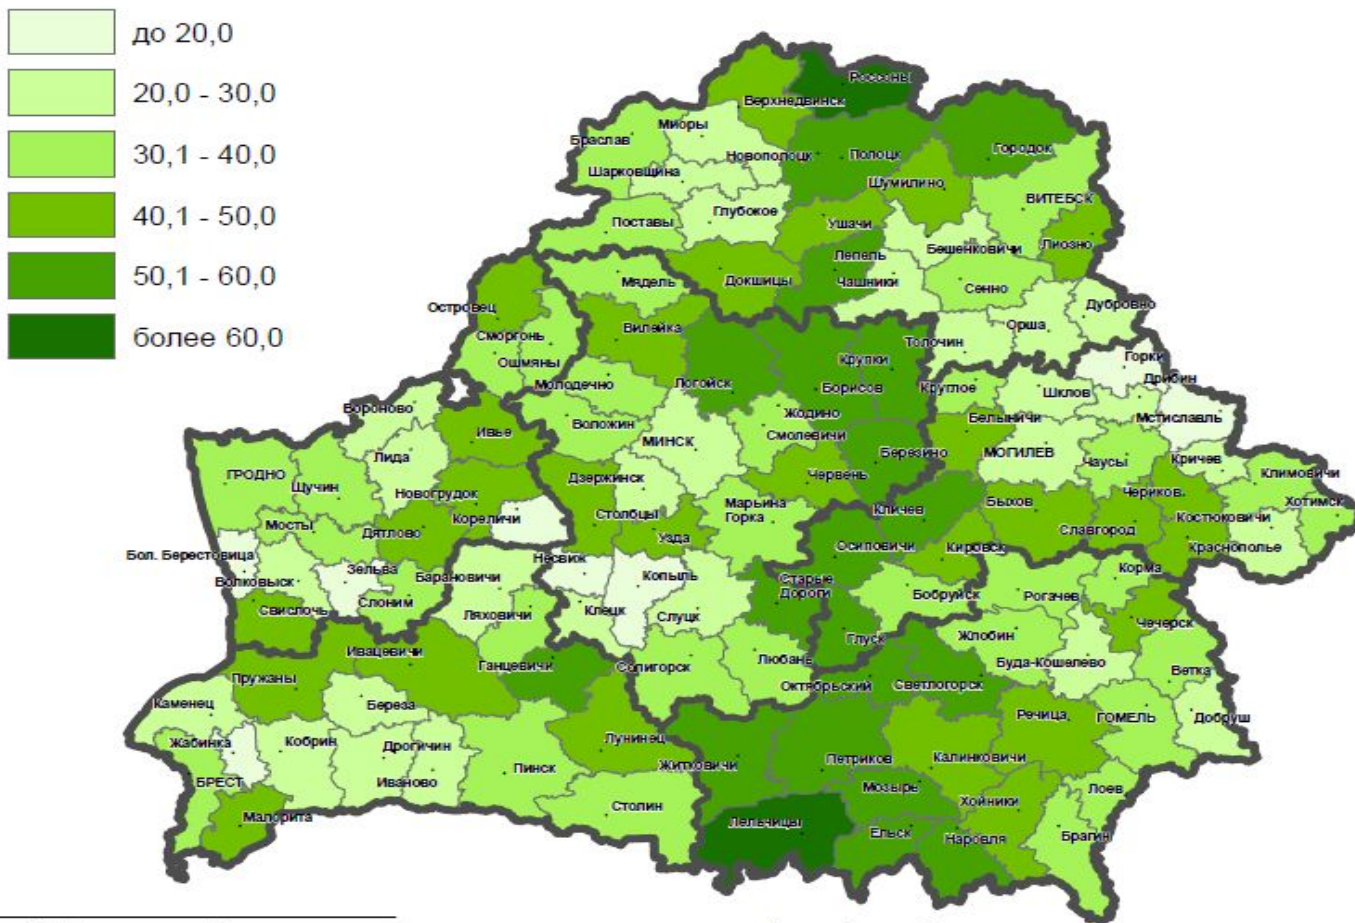 до 20,0
20,0 - 30,0
30,1 - 40,0
40,1 - 50,0
50,1 - 60,0
более 60,0
Россоны
Верхнедвинск
Миоры
Браслав
Новополоцк
Полоцк
Городок
Шарковщина
Шумилино
ВИТЕБСК
Поставы
Глубокое
Ушачи
Лиозно
Бешенковичи
Лепель
Мядель
Докшицы
Чашники
Сенно
Дубровно
Островец
Вилейка
Орша
Сморгонь
Толочин
Ошмяны
Крупки
Горки
Молодечно
Логойск
Борисов
Круглое
Шклов
Дрибин
Вороново
Жодино
Белыничи
Мстиславль
Ивье
Воложин
МИНСК
Смолевичи
Лида
Березино
МОГИЛЕВ
Чаусы
Кричев
Климовичи
ГРОДНО
Щучин
Новогрудок
Дзержинск
Червень
Чериков
Хотимск
Мосты
Кореличи
Столбцы
Марьина
Горка
Кличев
Быхов
Костюковичи
Дятлово
Узда
Славгород
Бол. Берестовица
Несвиж
Осиповичи
Кировск
Краснополье
Волковыск
Зельва
Барановичи
Копыль
Старые
Дороги
Корма
Свислочь
Слоним
Ляховичи
Клецк
Слуцк
Бобруйск
Рогачев
Чечерск
Ивацевичи
Ганцевичи
Солигорск
Любань
Глуск
Жлобин
Буда-Кошелево
Ветка
Пружаны
Октябрьский
Светлогорск
Каменец
Береза
Речица
ГОМЕЛЬ
Добруш
Жабинка
Кобрин
Дрогичин
Лунинец
Житковичи
Петриков
Калинковичи
БРЕСТ
Иваново
Пинск
Мозырь
Хойники
Лоев
Малорита
Столин
Лельчицы
Ельск
Наровля
Брагин